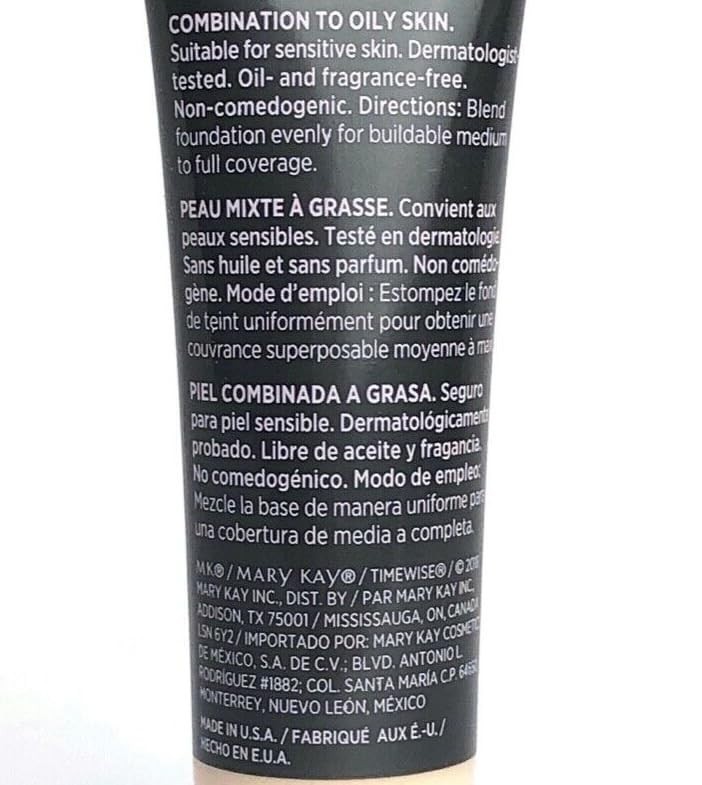 COMBINATION TO OILY SKIN.
Suitable for sensitive skin. Dermatologist-
tested. Oil- and fragrance-free.
Non-comedogenic. Directions: Blend
foundation evenly for buildable medium
to full coverage.
PEAU MIXTE À GRASSE. Convient aux
peaux sensibles. Testé en dermatologie.
Sans huile et sans parfum. Non comédo-
gène. Mode d'emploi : Estompez le fond
de teint uniformément pour obtenir une
couvrance superposable moyenne à
PIEL COMBINADA A GRASA. Seguro
para piel sensible. Dermatológicamente
probado. Libre de aceite y fragancia.
No comedogénico. Modo de empleo:
Mezcle la base de manera uniforme para
una cobertura de media a completa.
MK®/MARY KAY®/TIMEWISE®/©
MARY KAY INC., DIST. BY / PAR MARY KAY INC.
ADDISON, TX 75001 / MISSISSAUGA, ON, CANADA
L5N 6Y2 / IMPORTADO POR: MARY KAY COSMETICS
DE MÉXICO, S.A. DE C.V.; BLVD. ANTONIO L.
RODRÍGUEZ #1882; COL. SANTA MARÍA C.P.
MONTERREY, NUEVO LEÓN, MÉXICO
MADE IN U.S.A. / FABRIQUÉ AUX É.-U./
HECHO EN E.U.A.